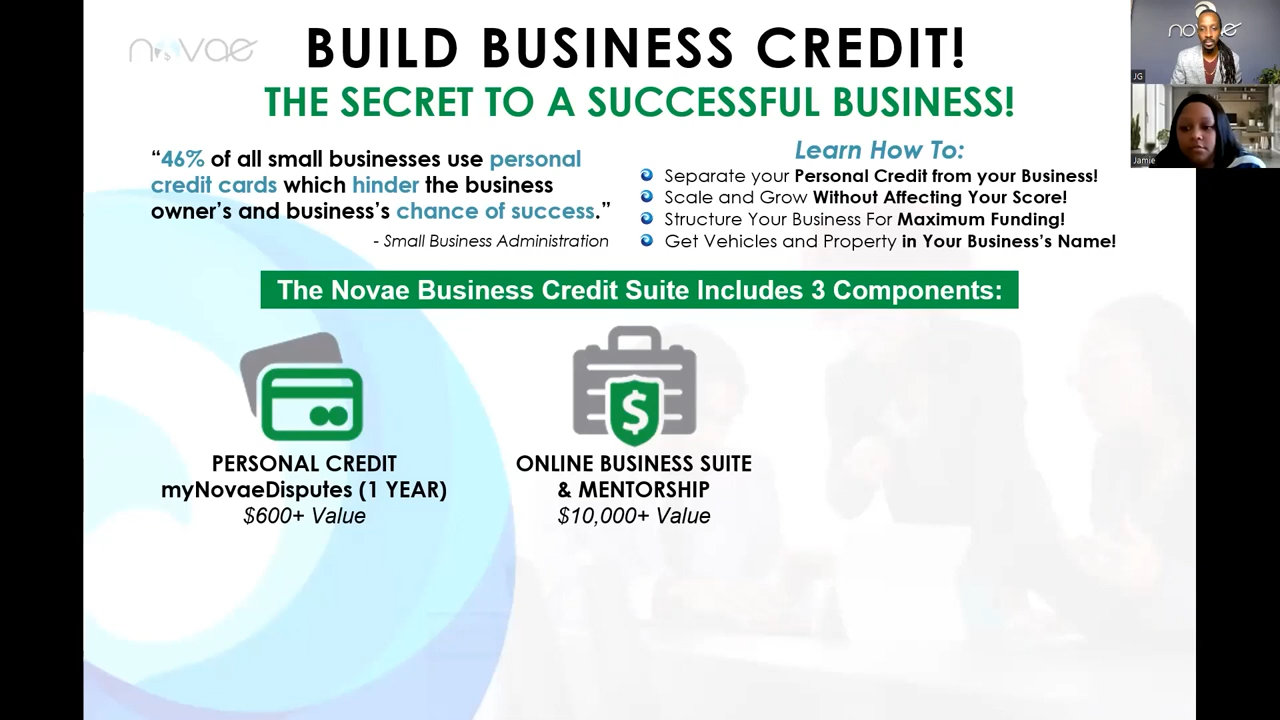 novae
BUILD BUSINESS CREDIT!
THE SECRET TO A SUCCESSFUL BUSINESS!
“46% of all small businesses use personal
credit cards which hinder the business
owner’s and business’s chance of success.”
- Small Business Administration
Learn How To:
Separate your Personal Credit from your Business!
Scale and Grow Without Affecting Your Score!
Structure Your Business For Maximum Funding!
Get Vehicles and Property in Your Business’s Name!
The Novae Business Credit Suite Includes 3 Components:
$
PERSONAL CREDIT
myNovaeDisputes (1 YEAR)
$600+ Value
ONLINE BUSINESS SUITE
& MENTORSHIP
$10,000+ Value
novae
JG
Jamie